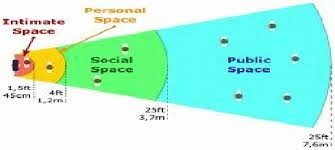 Intimate
Space
Personal
Space
Social
Space
Public
Space
1,5ft
45cm
4ft
1,2m
25ft
3,7m
25ft
7,6m